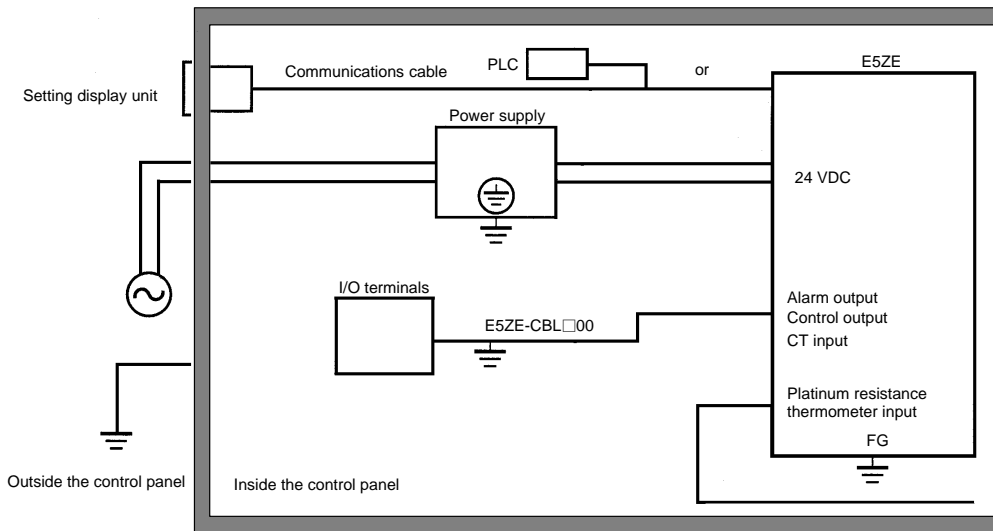 E5ZE
PLC
or
Communications cable
Setting display unit
Power supply
24 VDC
I/O terminals
Alarm output
Control output
E5ZE-CBL□00
CT input
Platinum resistance
thermometer input
FG
Outside the control panel
Inside the control panel